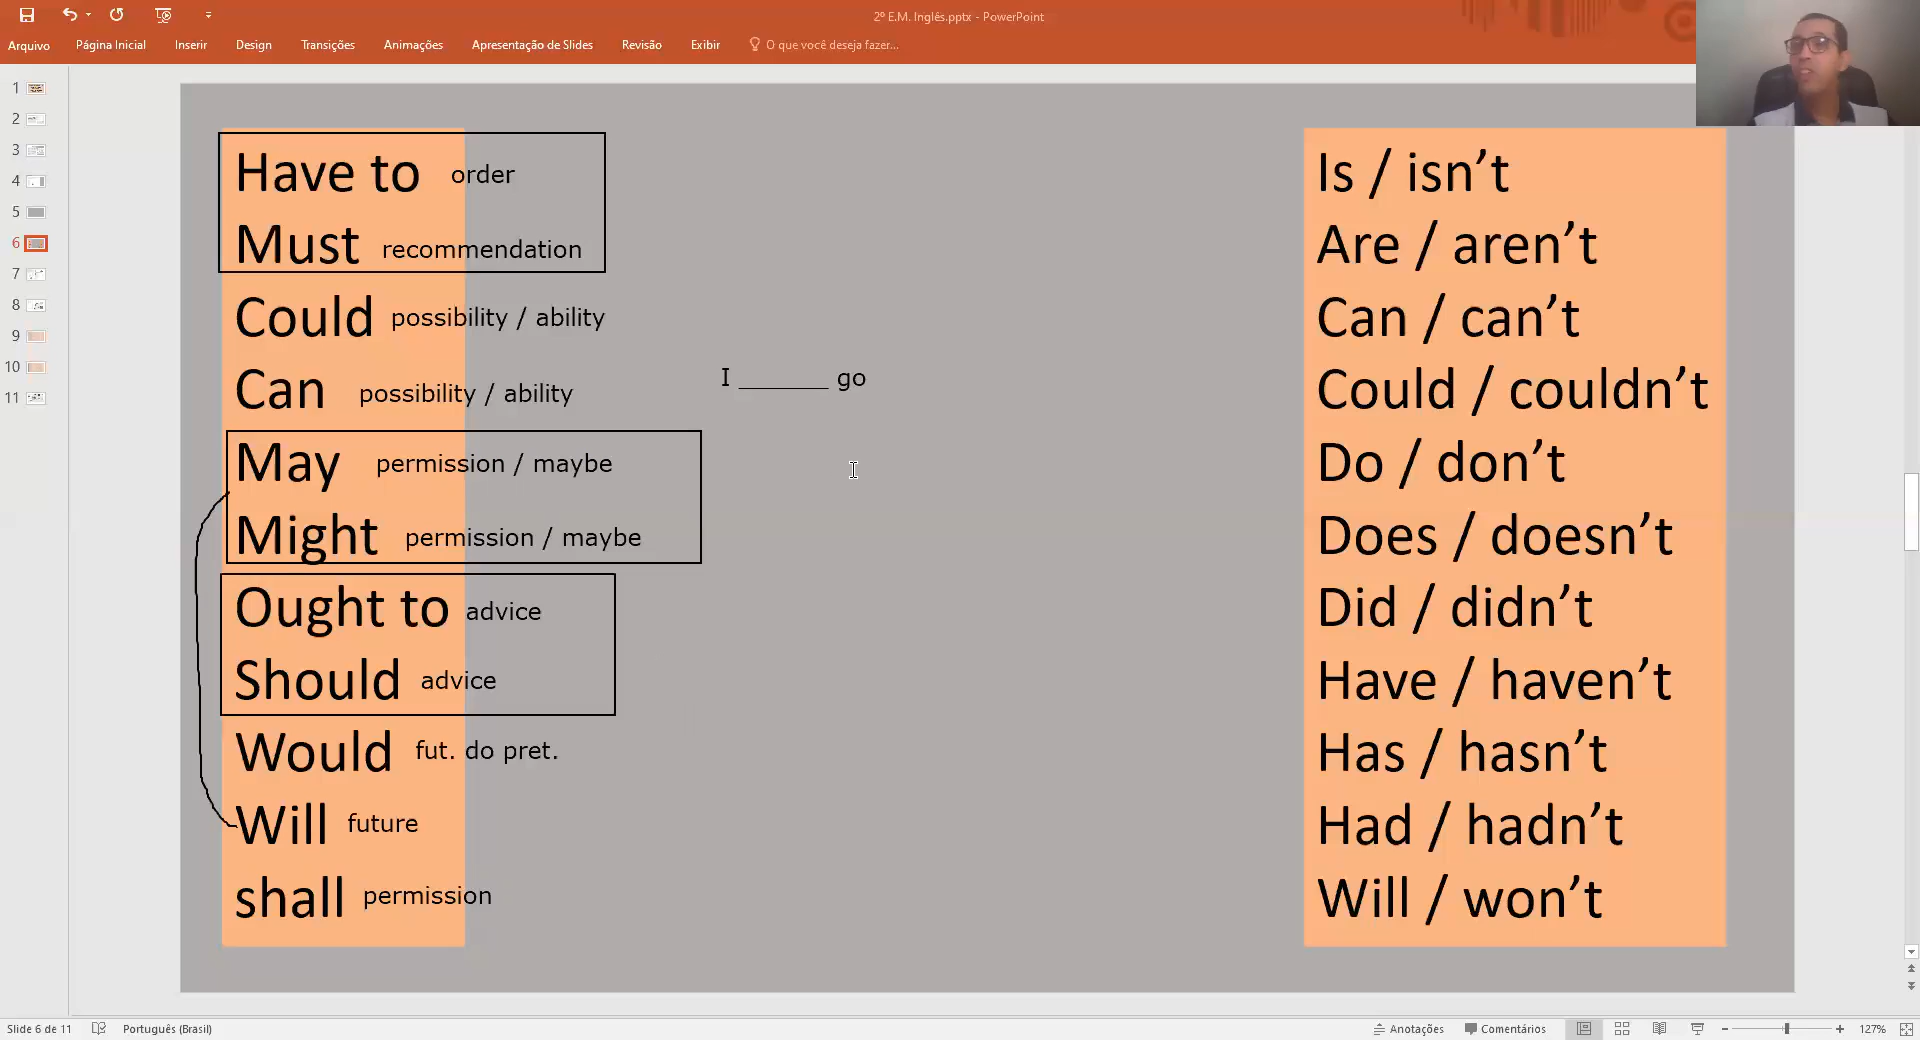 2º E.M. Inglês.pptx - PowerPoint
Arquivo Página Inicial Inserir Design Transições Animações Apresentação de Slides Revisão Exibir O que você deseja fazer...
1
2
3
4
5
6
7
8
9
10
11
Have to order
Must recommendation
Could possibility / ability
Can possibility / ability
May permission / maybe
Might permission / maybe
Ought to advice
Should advice
Would fut. do pret.
Will future
shall permission
I _______ go
Is / isn’t
Are / aren’t
Can / can’t
Could / couldn’t
Do / don’t
Does / doesn’t
Did / didn’t
Have / haven’t
Has / hasn’t
Had / hadn’t
Will / won’t
Slide 6 de 11 Português (Brasil) Anotações Comentários 127%